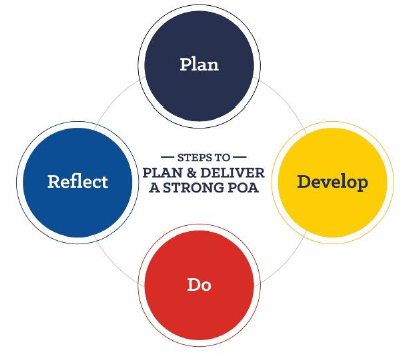 Plan
— STEPS TO —
PLAN & DELIVER
A STRONG POA
Reflect
Develop
Do